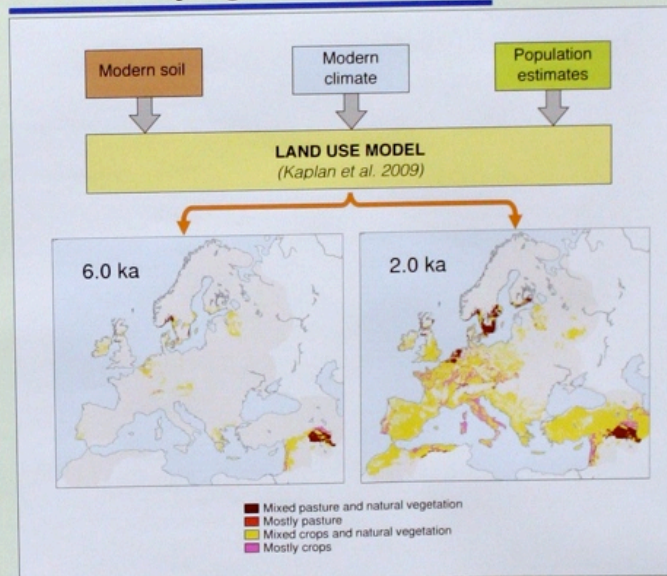 Modern soil
Modern
climate
Population
estimates
LAND USE MODEL
(Kaplan et al. 2009)
6.0 ka
2.0 ka
Mixed pasture and natural vegetation
Mostly pasture
Mixed crops and natural vegetation
Mostly crops